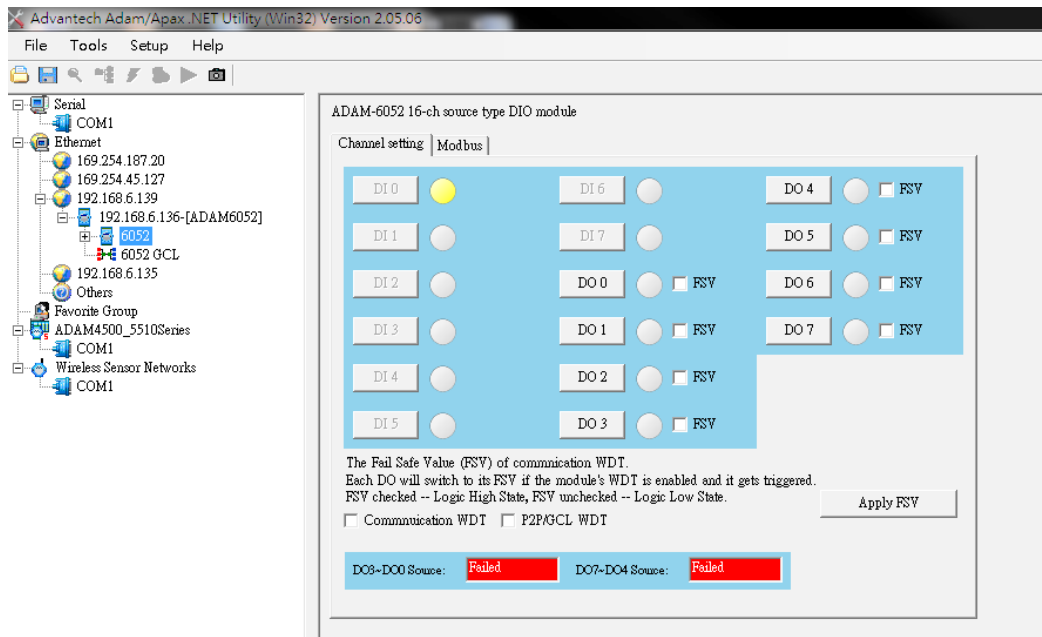 Advantech Adam/Apax .NET Utility (Win32) Version 2.05.06
File Tools Setup Help
Serial
COM1
Ethernet
169.254.187.20
169.254.45.127
192.168.6.139
192.168.6.136-[ADAM6052]
6052
6052 GCL
192.168.6.135
Others
Favorite Group
ADAM4500_5510Series
COM1
Wireless Sensor Networks
COM1
ADAM-6052 16-ch source type DIO module
Channel setting Modbus
DI 0 DI 6 DO 4 FSV
DI 1 DI 7 DO 5 FSV
DI 2 DO 0 FSV DO 6 FSV
DI 3 DO 1 FSV DO 7 FSV
DI 4 DO 2 FSV
DI 5 DO 3 FSV
The Fail Safe Value (FSV) of commnication WDT.
Each DO will switch to its FSV if the module's WDT is enabled and it gets triggered.
FSV checked -- Logic High State, FSV unchecked -- Logic Low State.
Apply FSV
Commnuication WDT P2P/GCL WDT
DO3~DO0 Source: Failed DO7~DO4 Source: Failed